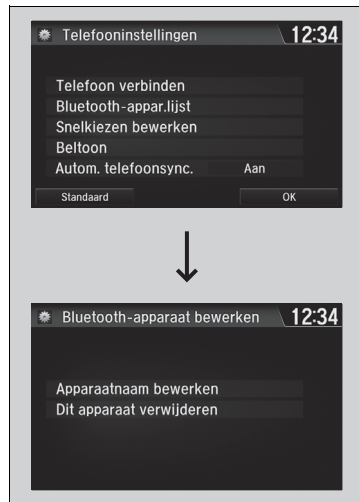 Telefooninstellingen 12:34
Telefoon verbinden
Bluetooth-appar.lijst
Snelkiezen bewerken
Beltoon
Autom. telefoonsync. Aan
Standaard OK
Bluetooth-apparaat bewerken 12:34
Apparaatnaam bewerken
Dit apparaat verwijderen